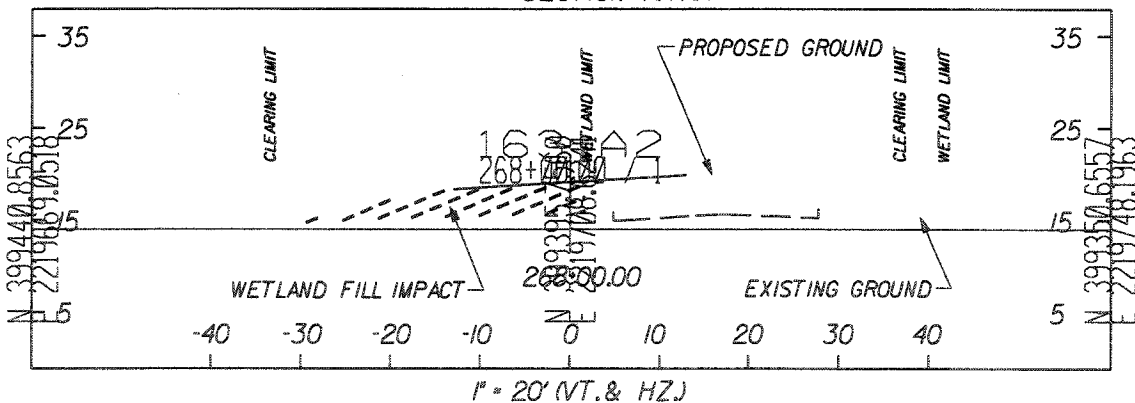 35
25
15
5
CLEARING LIMIT
WETLAND LIMIT
PROPOSED GROUND
CLEARING LIMIT
WETLAND LIMIT
35
25
15
5
N 399440.8563
E 2219669.0518
N 399350.6557
E 2219748.1963
WETLAND FILL IMPACT
268+00.00
EXISTING GROUND
-40 -30 -20 -10 0 10 20 30 40
1" = 20' (VT. & HZ.)